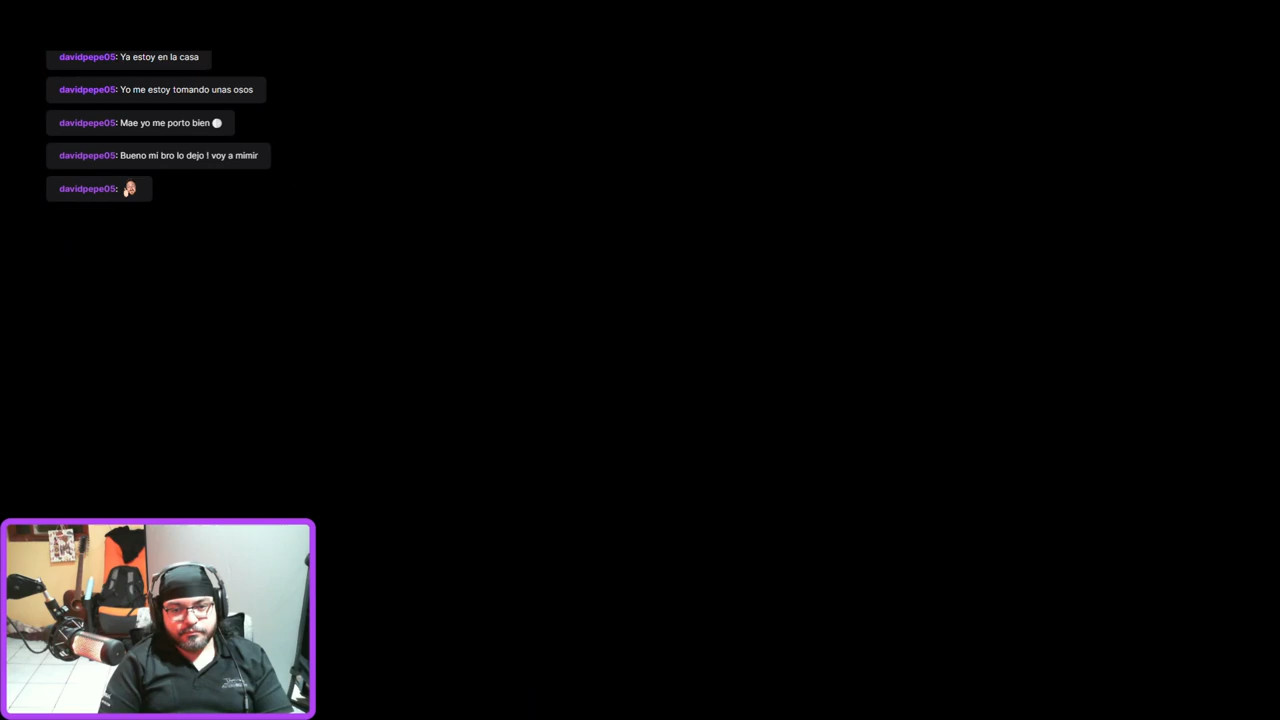 davidpepe05: Ya estoy en la casa
davidpepe05: Yo me estoy tomando unas osos
davidpepe05: Mae yo me porto bien
davidpepe05: Bueno mi bro lo dejo ! voy a mimir
davidpepe05: